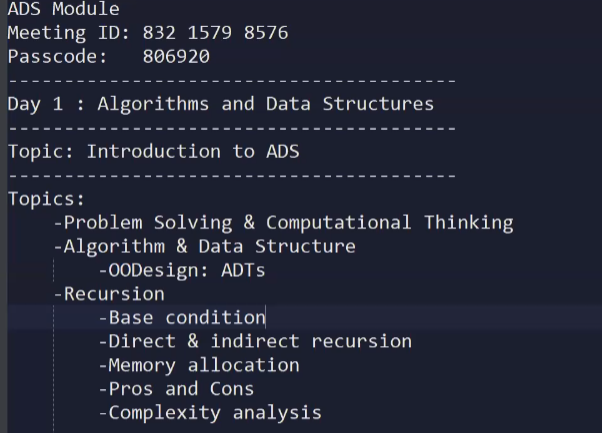 ADS Module
Meeting ID: 832 1579 8576
Passcode:   806920
----------------------------------------
Day 1 : Algorithms and Data Structures
----------------------------------------
Topic: Introduction to ADS
----------------------------------------
Topics:
    -Problem Solving & Computational Thinking
    -Algorithm & Data Structure
        -OODesign: ADTs
    -Recursion
        -Base condition
        -Direct & indirect recursion
        -Memory allocation
        -Pros and Cons
        -Complexity analysis